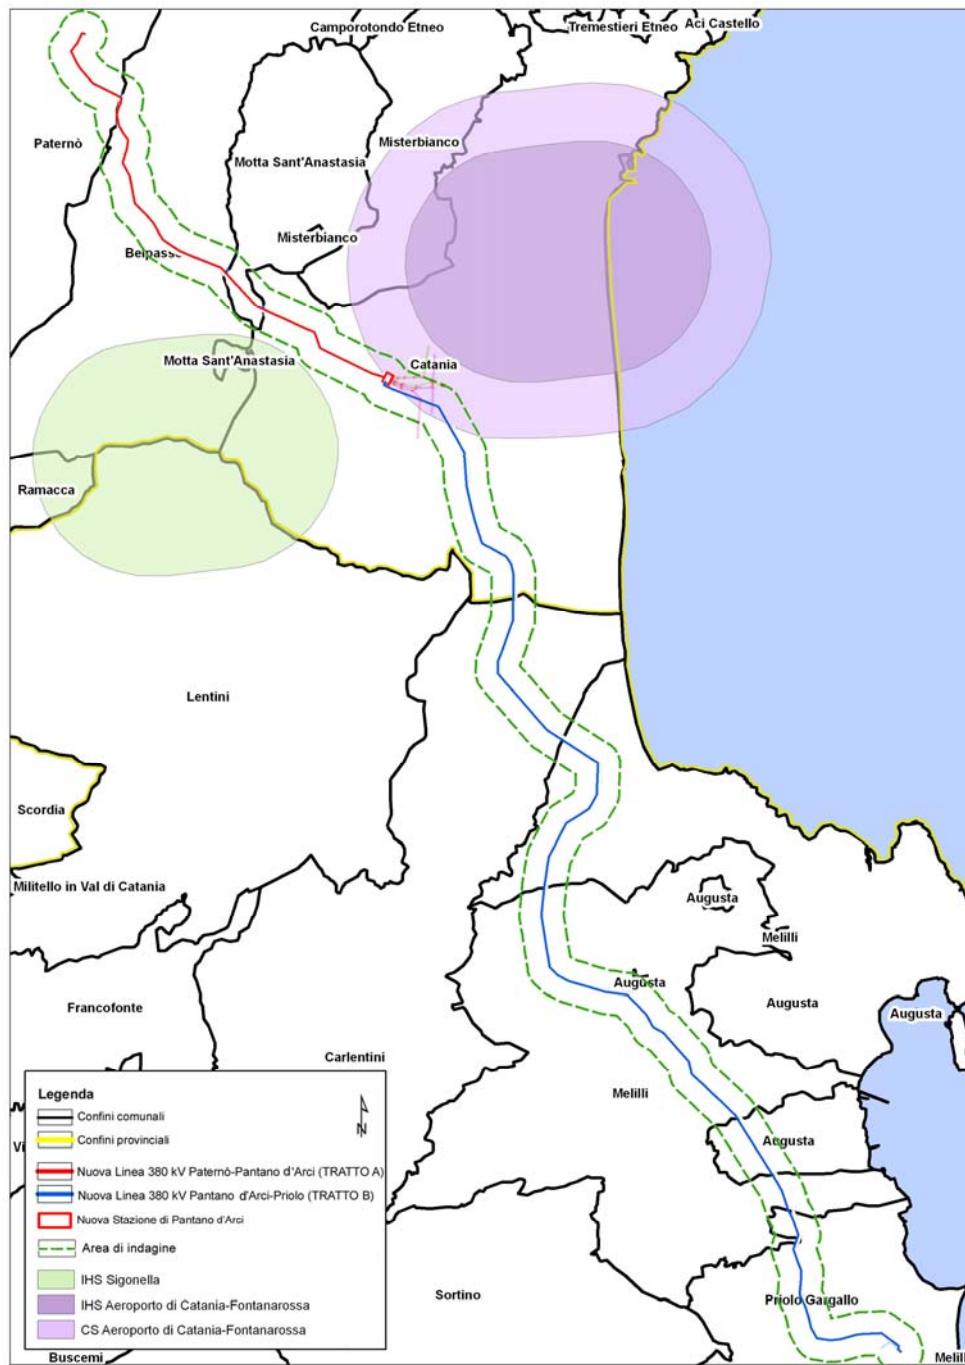 Camporotondo Etneo
Tremestieri Etneo
Aci Castello
Paternò
Misterbianco
Motta Sant'Anastasia
Misterbianco
Belpasso
Motta Sant'Anastasia
Catania
Ramacca
Lentini
Scordia
Militello in Val di Catania
Augusta
Melilli
Augusta
Augusta
Francofonte
Augusta
Carlentini
Melilli
Augusta
Sortino
Priolo Gargallo
Buscemi
Melilli
Vi
Legenda
Confini comunali
Confini provinciali
Nuova Linea 380 kV Paternò-Pantano d'Arci (TRATTO A)
Nuova Linea 380 kV Pantano d'Arci-Priolo (TRATTO B)
Nuova Stazione di Pantano d'Arci
Area di indagine
IHS Sigonella
IHS Aeroporto di Catania-Fontanarossa
CS Aeroporto di Catania-Fontanarossa
N